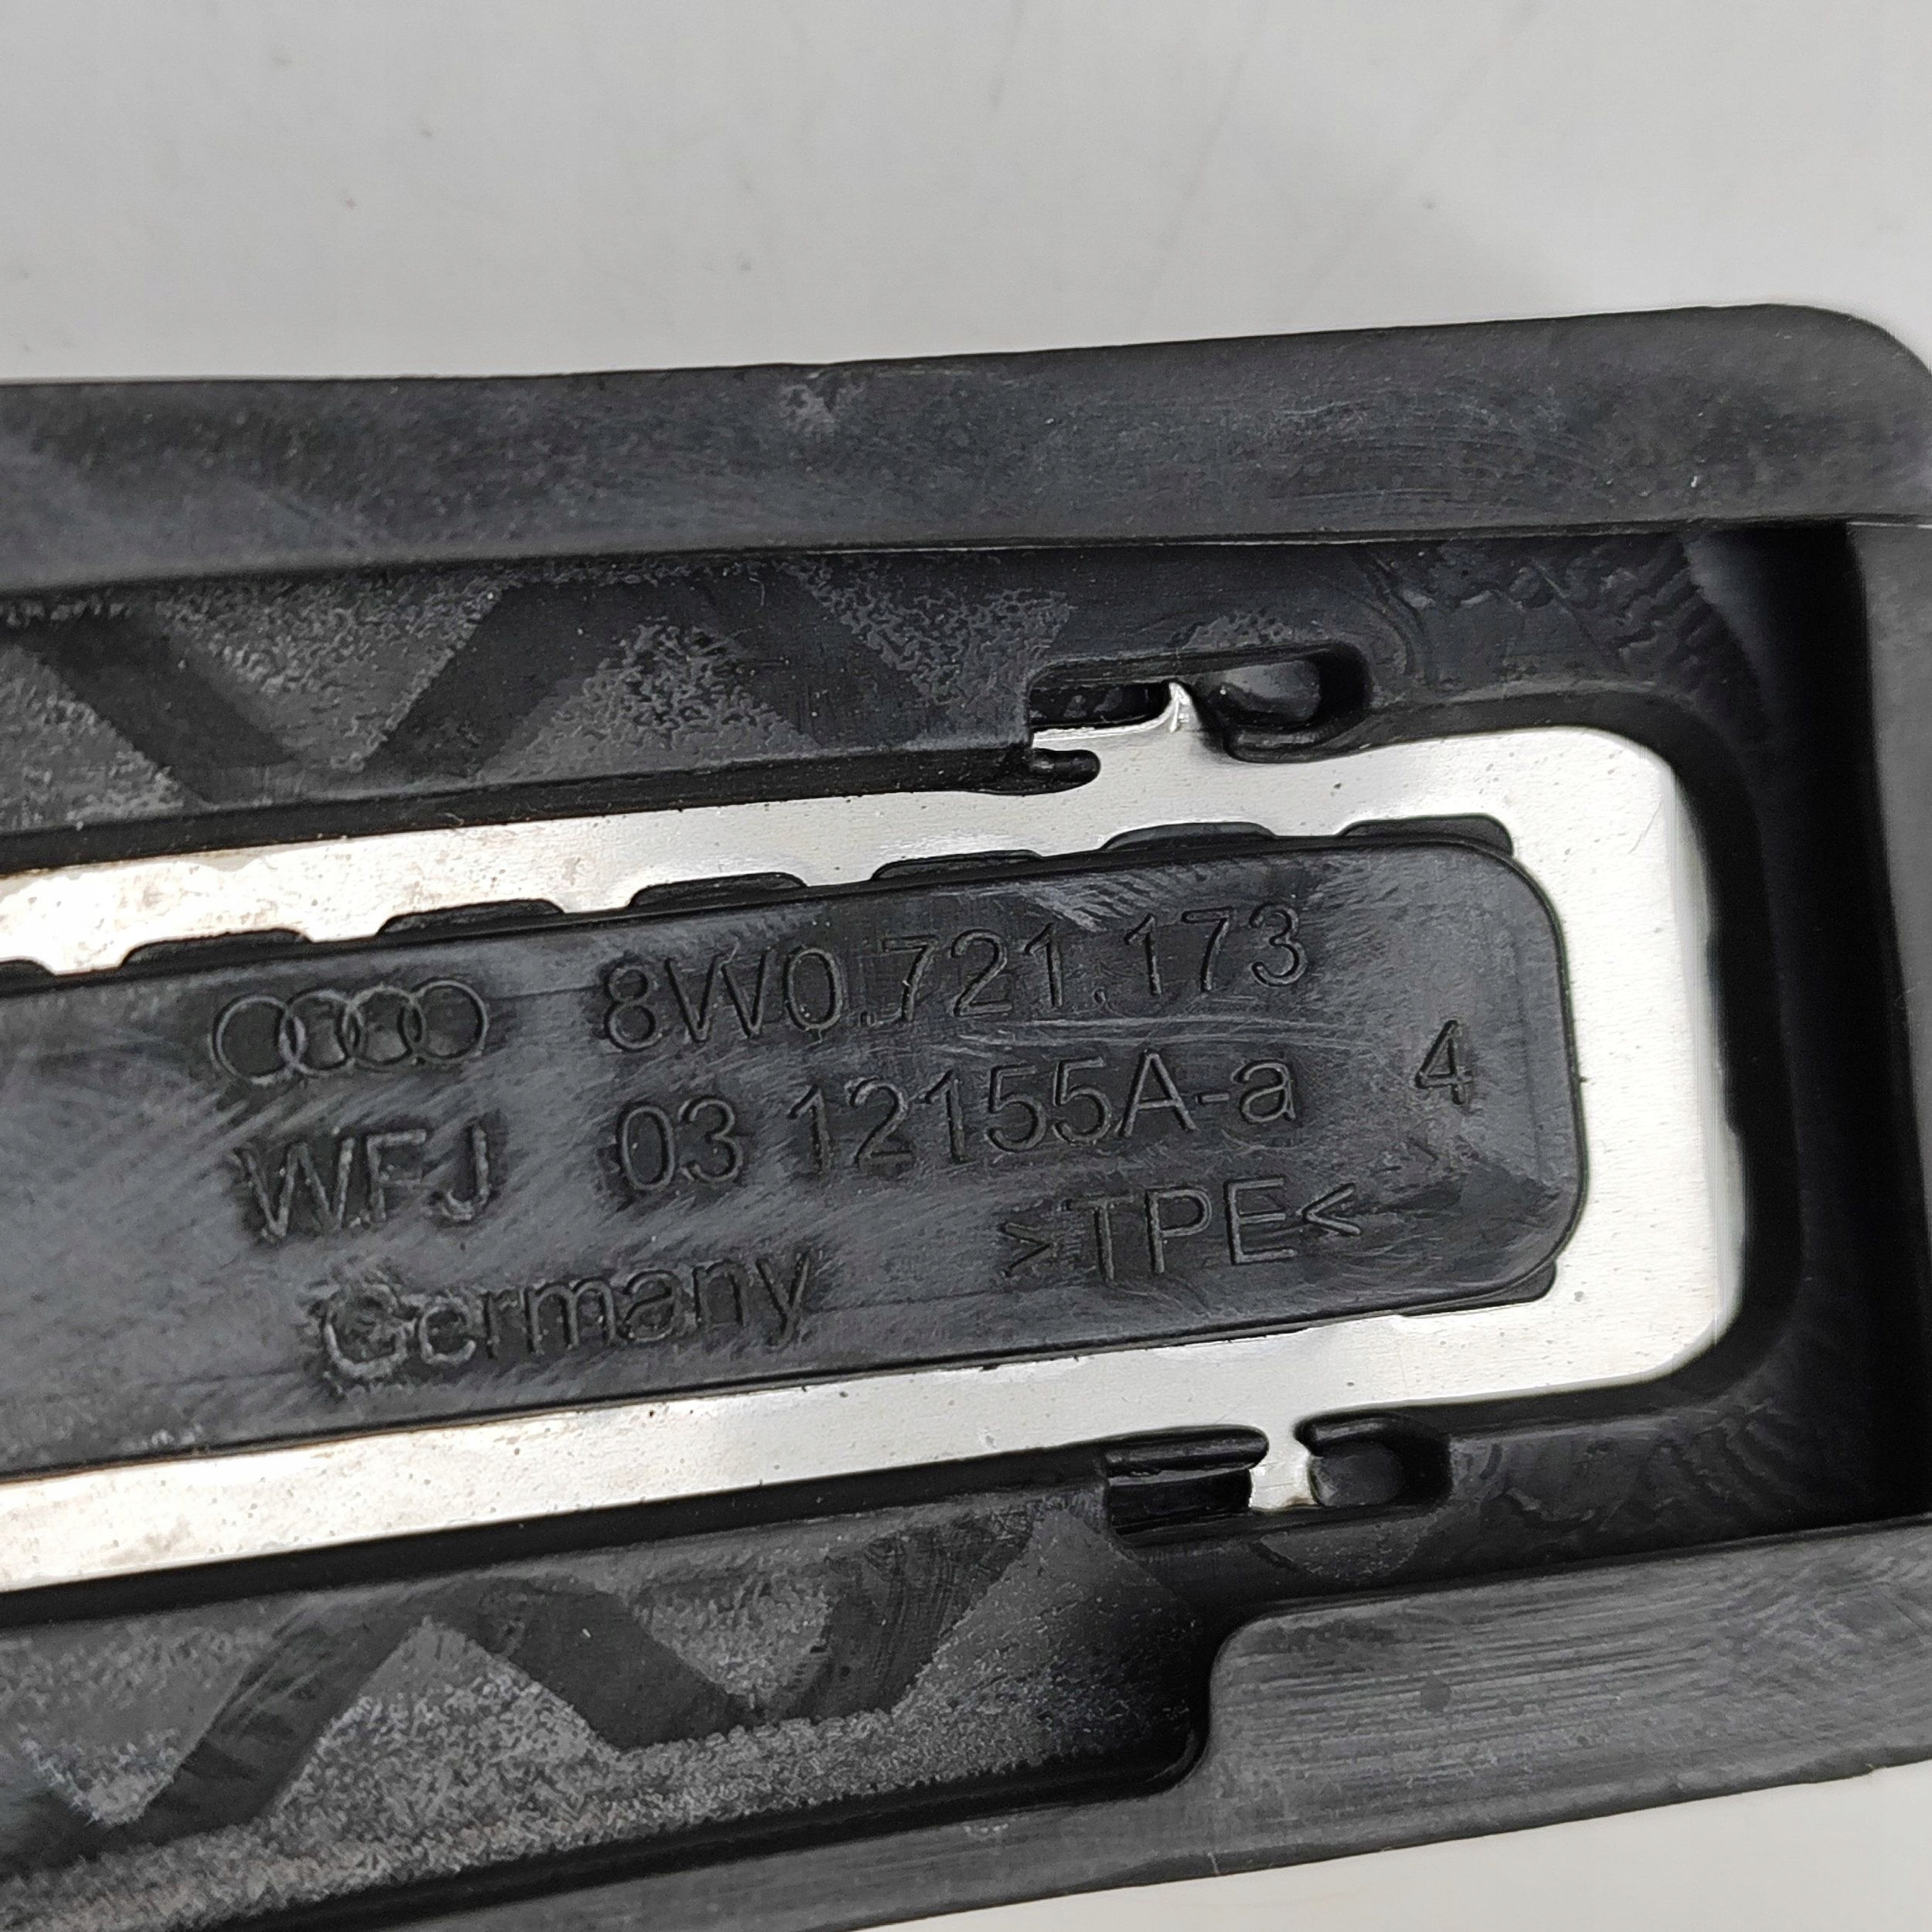 8W0.721.173
WFJ 03 12155A-a 4
>TPE<
Germany